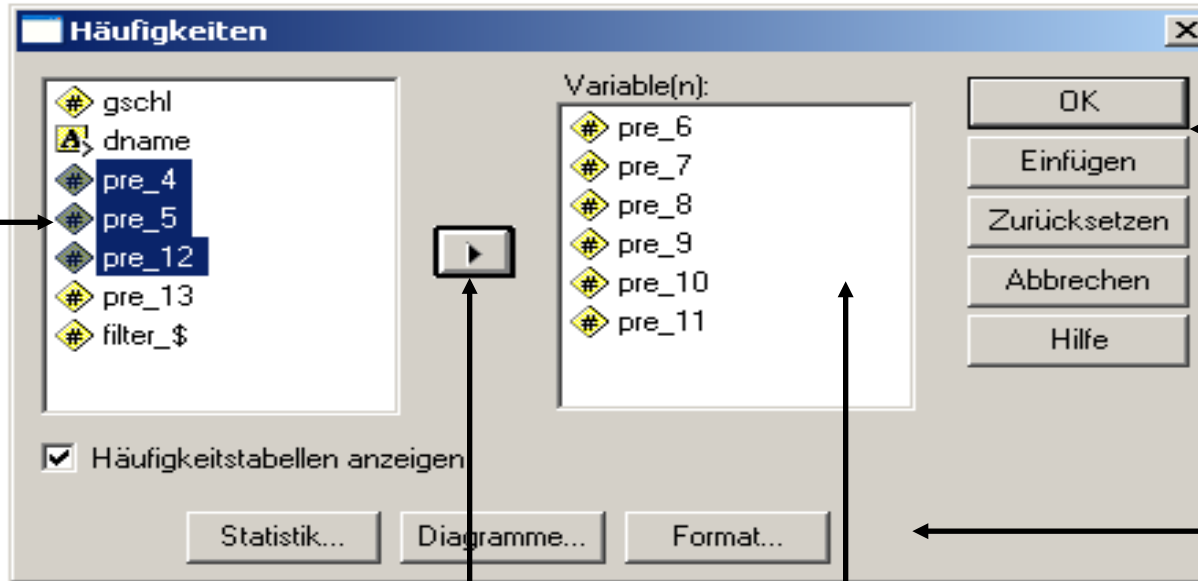 Häufigkeiten
gschl
dname
pre_4
pre_5
pre_12
pre_13
filter_$
Variable(n):
pre_6
pre_7
pre_8
pre_9
pre_10
pre_11
OK
Einfügen
Zurücksetzen
Abbrechen
Hilfe
Häufigkeitstabellen anzeigen
Statistik... Diagramme... Format...